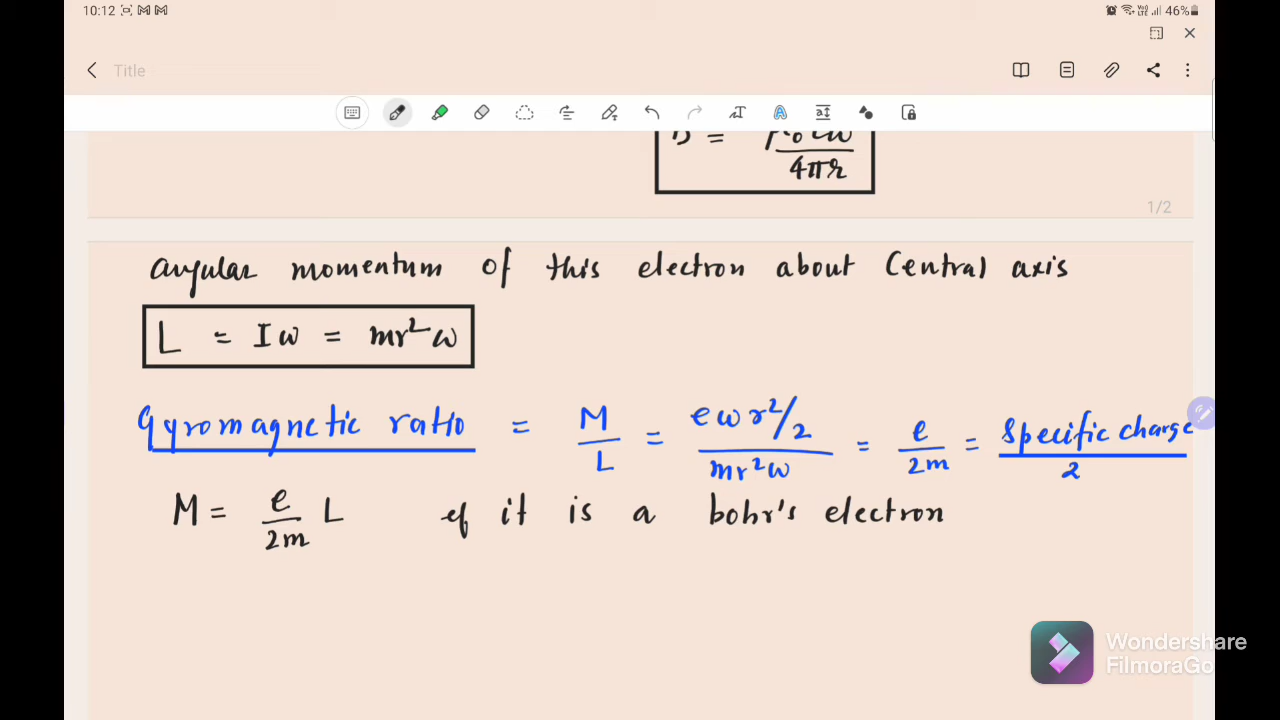 10:12
46%
Title
B = μ₀ew/4πr
1/2
angular momentum of this electron about Central axis
L = Iω = mr²ω
Gyromagnetic ratio = M/L = (eωr²/2)/(mr²ω) = e/2m = Specific charge/2
M = e/2m L if it is a bohr's electron
Wondershare
FilmoraGo